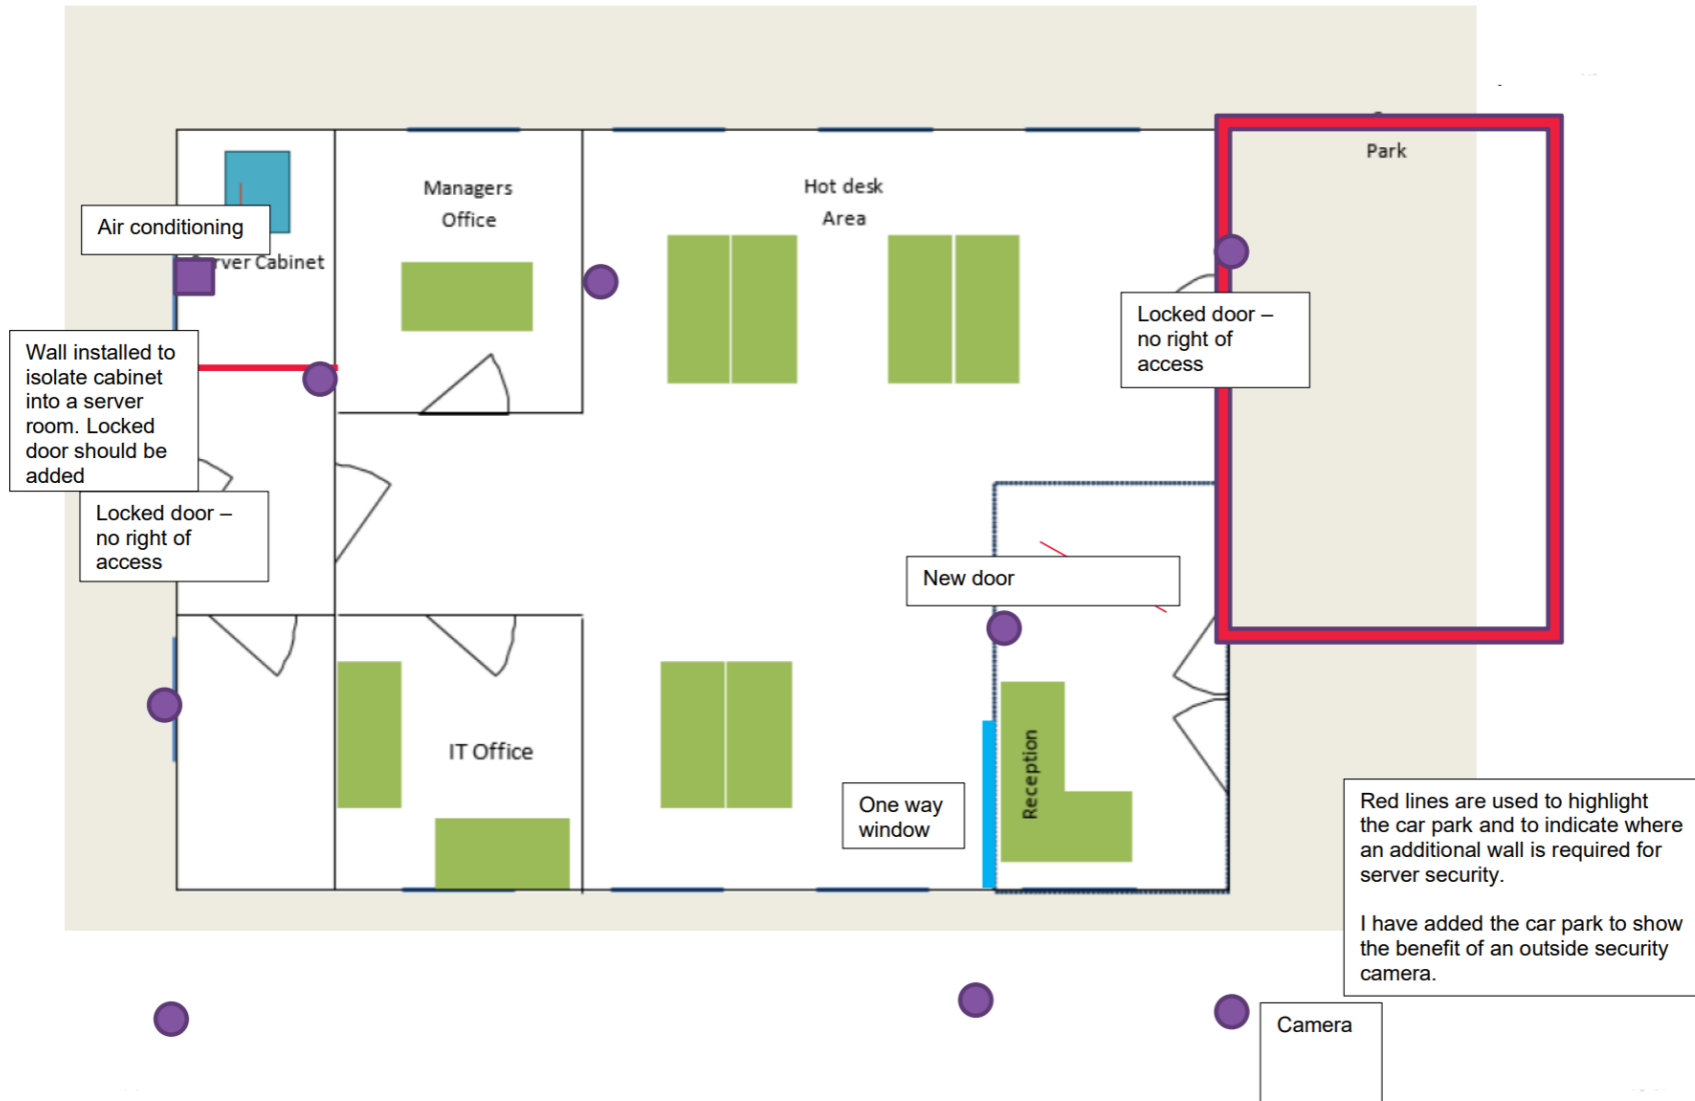 Park
Managers
Office
Hot desk
Area
Air conditioning
rver Cabinet
Locked door –
no right of
access
Wall installed to
isolate cabinet
into a server
room. Locked
door should be
added
Locked door –
no right of
access
New door
IT Office
One way
window
Reception
Red lines are used to highlight
the car park and to indicate where
an additional wall is required for
server security.
I have added the car park to show
the benefit of an outside security
camera.
Camera